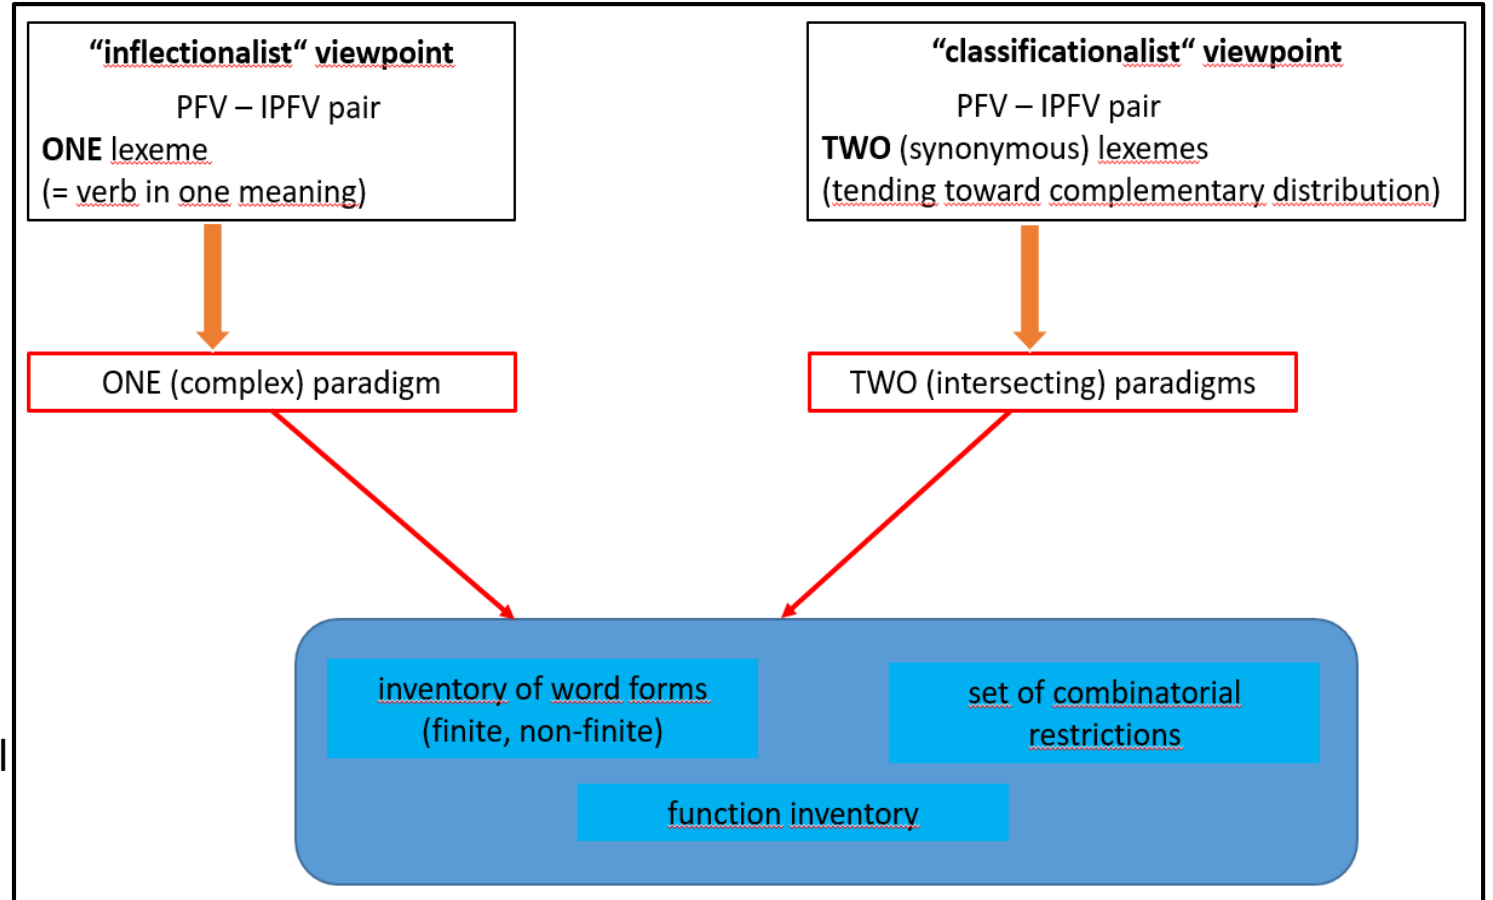 “inflectionalist“ viewpoint
PFV – IPFV pair
ONE lexeme
(= verb in one meaning)
“classificationalist“ viewpoint
PFV – IPFV pair
TWO (synonymous) lexemes
(tending toward complementary distribution)
ONE (complex) paradigm
TWO (intersecting) paradigms
inventory of word forms
(finite, non-finite)
set of combinatorial
restrictions
function inventory